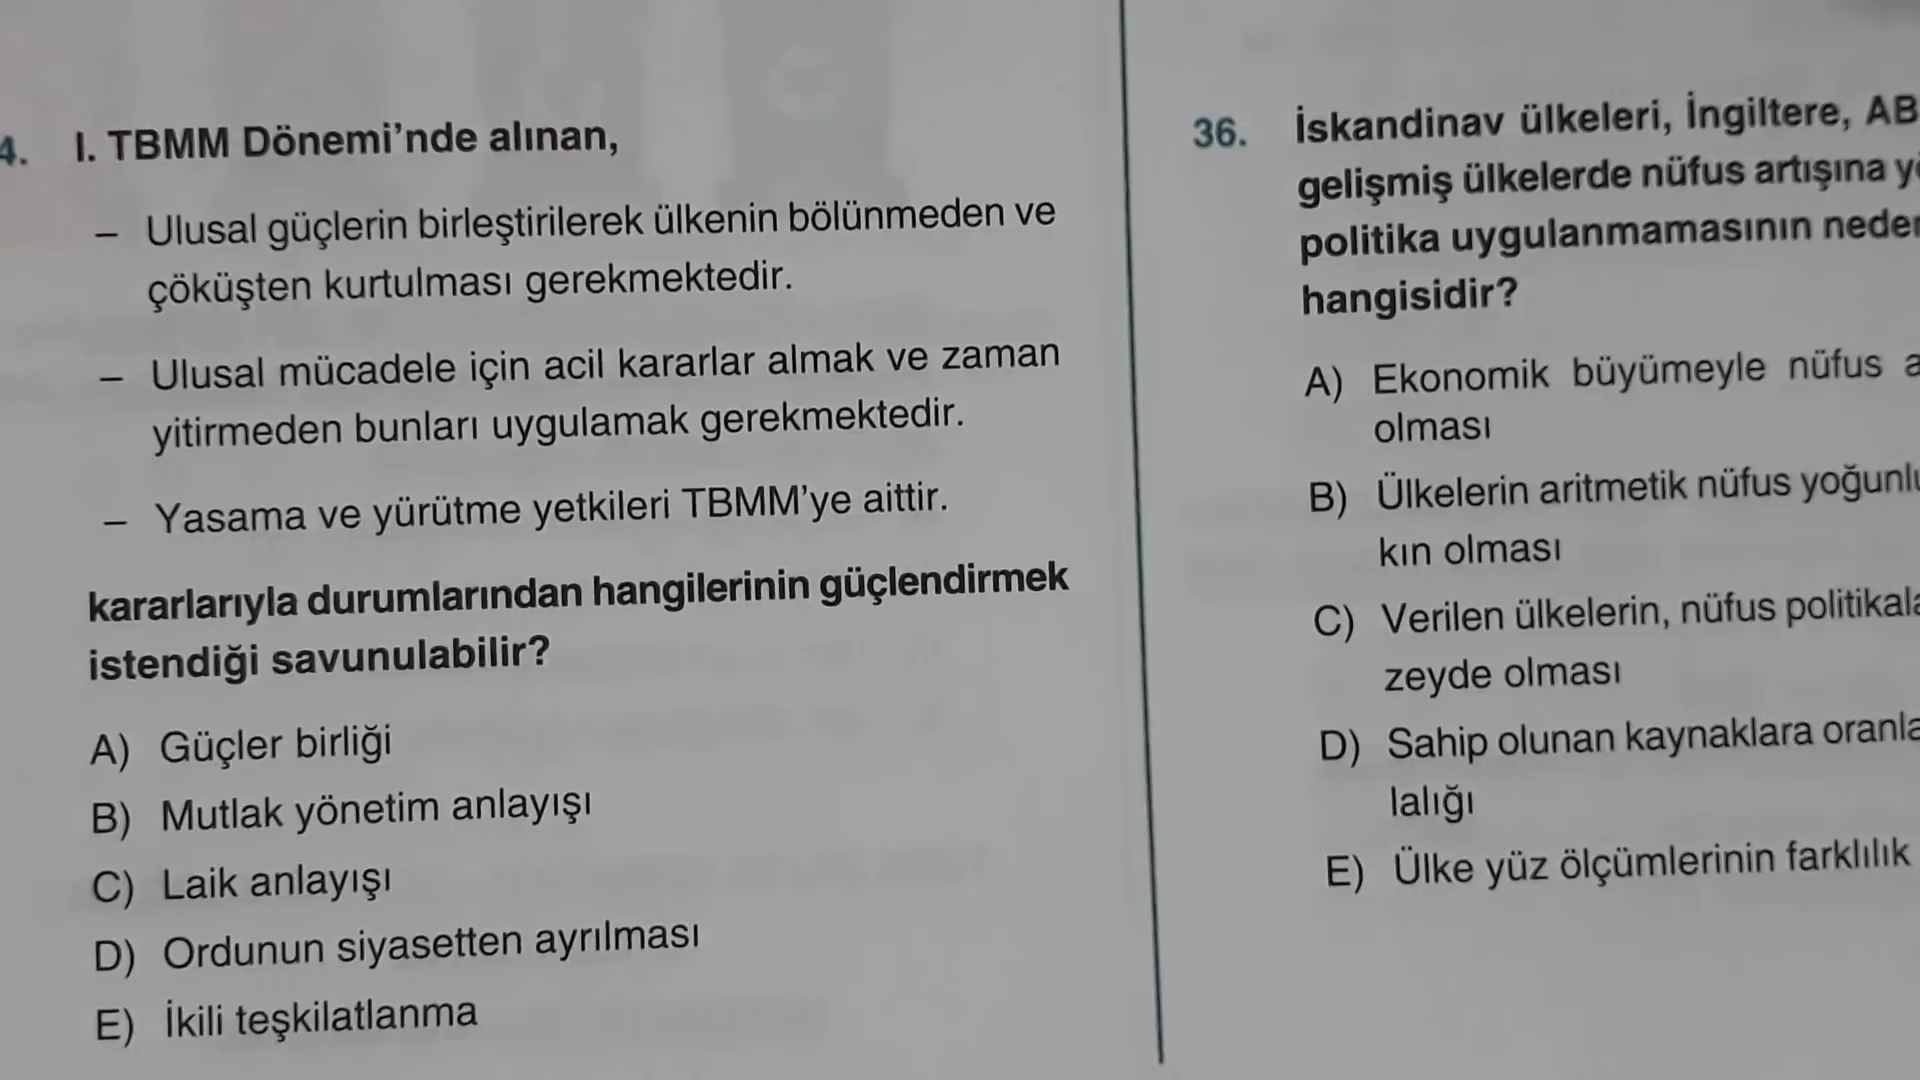 4. I. TBMM Dönemi’nde alınan,
– Ulusal güçlerin birleştirilerek ülkenin bölünmeden ve
çöküşten kurtulması gerekmektedir.
– Ulusal mücadele için acil kararlar almak ve zaman
yitirmeden bunları uygulamak gerekmektedir.
– Yasama ve yürütme yetkileri TBMM’ye aittir.
kararlarıyla durumlarından hangilerinin güçlendirmek
istendiği savunulabilir?
A) Güçler birliği
B) Mutlak yönetim anlayışı
C) Laik anlayışı
D) Ordunun siyasetten ayrılması
E) İkili teşkilatlanma
36. İskandinav ülkeleri, İngiltere,
gelişmiş ülkelerde nüfus artışına
politika uygulanmamasının
hangisidir?
A) Ekonomik büyümeyle nüfus
olması
B) Ülkelerin aritmetik nüfus
kın olması
C) Verilen ülkelerin, nüfus
zeyde olması
D) Sahip olunan kaynaklara
lalığı
E) Ülke yüz ölçümlerinin farklılık